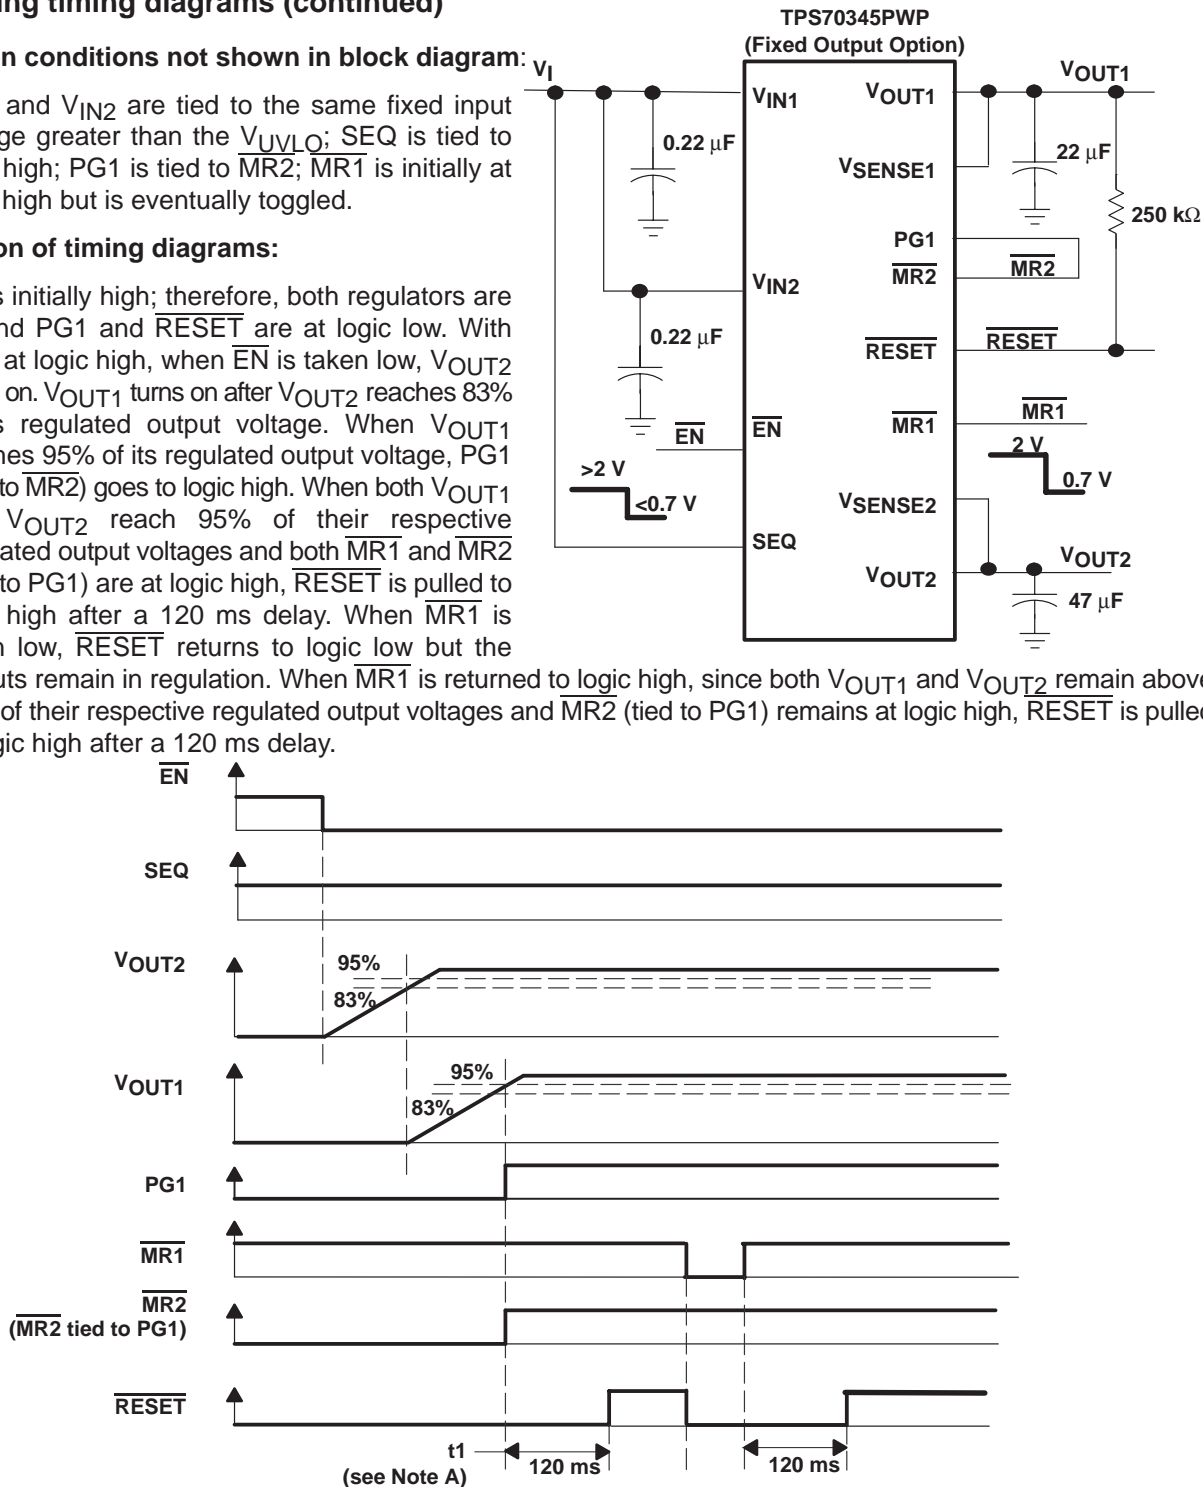 ing timing diagrams (continued)
n conditions not shown in block diagram:
and VIN2 are tied to the same fixed input
ge greater than the VUVLO; SEQ is tied to
high; PG1 is tied to MR2; MR1 is initially at
high but is eventually toggled.
on of timing diagrams:
s initially high; therefore, both regulators are
nd PG1 and RESET are at logic low. With
at logic high, when EN is taken low, VOUT2
on. VOUT1 turns on after VOUT2 reaches 83%
s regulated output voltage. When VOUT1
hes 95% of its regulated output voltage, PG1
to MR2) goes to logic high. When both VOUT1
VOUT2 reach 95% of their respective
ated output voltages and both MR1 and MR2
to PG1) are at logic high, RESET is pulled to
high after a 120 ms delay. When MR1 is
n low, RESET returns to logic low but the
uts remain in regulation. When MR1 is returned to logic high, since both VOUT1 and VOUT2 remain above
of their respective regulated output voltages and MR2 (tied to PG1) remains at logic high, RESET is pulled
gic high after a 120 ms delay.
TPS70345PWP
(Fixed Output Option)
VI
VIN1
VOUT1
VOUT1
0.22 μF
VSENSE1
22 μF
250 kΩ
PG1
MR2
MR2
VIN2
0.22 μF
RESET
RESET
MR1
MR1
EN
EN
>2 V
<0.7 V
2 V
0.7 V
VSENSE2
SEQ
VOUT2
VOUT2
47 μF
EN
SEQ
VOUT2
95%
83%
VOUT1
95%
83%
PG1
MR1
MR2
(MR2 tied to PG1)
RESET
t1
(see Note A)
120 ms
120 ms